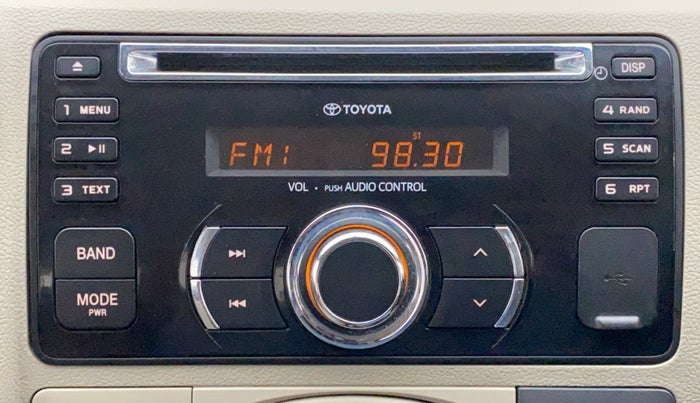 DISP
1 MENU
4 RAND
TOYOTA
ST
2
5 SCAN
FM1 98.30
3 TEXT
6 RPT
VOL • PUSH AUDIO CONTROL
BAND
MODE
PWR